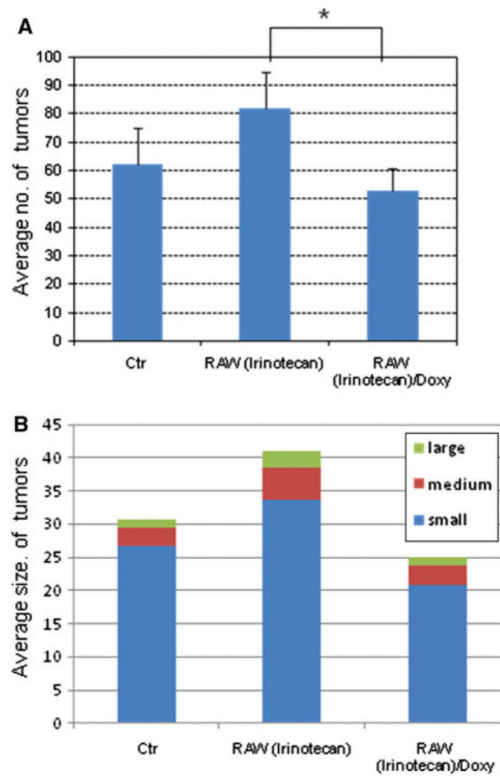 A
*
Average no. of tumors
100
90
80
70
60
50
40
30
20
10
0
Ctr
RAW (Irinotecan)
RAW
(Irinotecan)/Doxy
B
Average size. of tumors
45
40
35
30
25
20
15
10
5
0
large
medium
small
Ctr
RAW (Irinotecan)
RAW
(Irinotecan)/Doxy